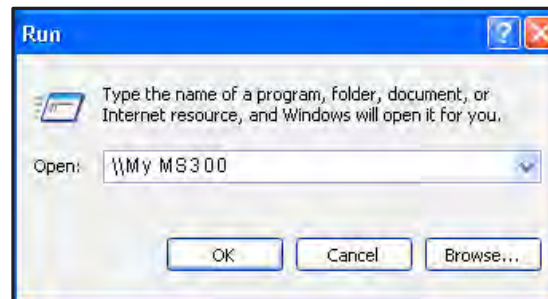 Run
Type the name of a program, folder, document, or
Internet resource, and Windows will open it for you.
Open: \\My MS300
OK Cancel Browse...